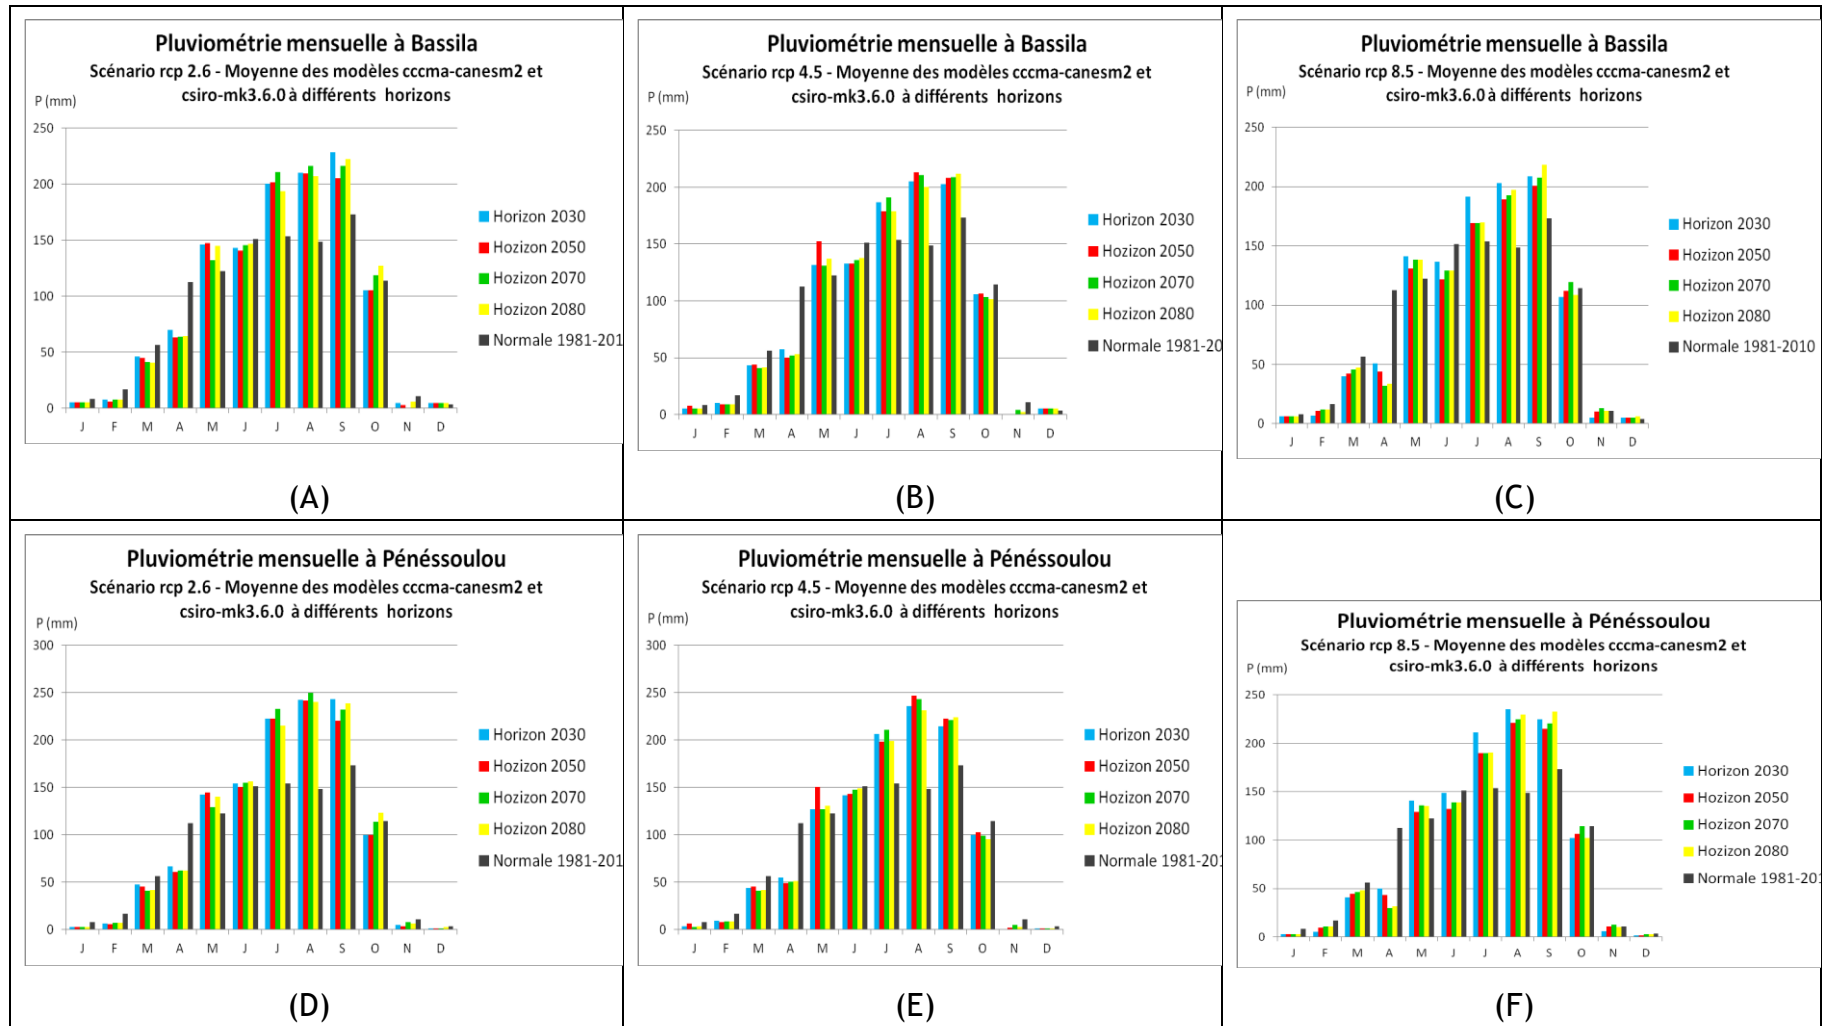 Pluviométrie mensuelle à Bassila
Scénario rcp 2.6 - Moyenne des modèles cccma-canesm2 et
csiro-mk3.6.0 à différents horizons
P (mm)
250
200
150
100
50
0
J F M A M J J A S O N D
Horizon 2030
Hozizon 2050
Hozizon 2070
Hozizon 2080
Normale 1981-201
(A)
Pluviométrie mensuelle à Bassila
Scénario rcp 4.5 - Moyenne des modèles cccma-canesm2 et
csiro-mk3.6.0 à différents horizons
P (mm)
250
200
150
100
50
0
J F M A M J J A S O N D
Horizon 2030
Hozizon 2050
Hozizon 2070
Hozizon 2080
Normale 1981-20
(B)
Pluviométrie mensuelle à Bassila
Scénario rcp 8.5 - Moyenne des modèles cccma-canesm2 et
csiro-mk3.6.0 à différents horizons
P (mm)
250
200
150
100
50
0
J F M A M J J A S O N D
Horizon 2030
Hozizon 2050
Hozizon 2070
Hozizon 2080
Normale 1981-2010
(C)
Pluviométrie mensuelle à Pénéssoulou
Scénario rcp 2.6 - Moyenne des modèles cccma-canesm2 et
csiro-mk3.6.0 à différents horizons
P (mm)
300
250
200
150
100
50
0
J F M A M J J A S O N D
Horizon 2030
Hozizon 2050
Hozizon 2070
Hozizon 2080
Normale 1981-201
(D)
Pluviométrie mensuelle à Pénéssoulou
Scénario rcp 4.5 - Moyenne des modèles cccma-canesm2 et
csiro-mk3.6.0 à différents horizons
P (mm)
300
250
200
150
100
50
0
J F M A M J J A S O N D
Horizon 2030
Hozizon 2050
Hozizon 2070
Hozizon 2080
Normale 1981-201
(E)
Pluviométrie mensuelle à Pénéssoulou
Scénario rcp 8.5 - Moyenne des modèles cccma-canesm2 et
csiro-mk3.6.0 à différents horizons
P (mm)
250
200
150
100
50
0
J F M A M J J A S O N D
Horizon 2030
Hozizon 2050
Hozizon 2070
Hozizon 2080
Normale 1981-201
(F)